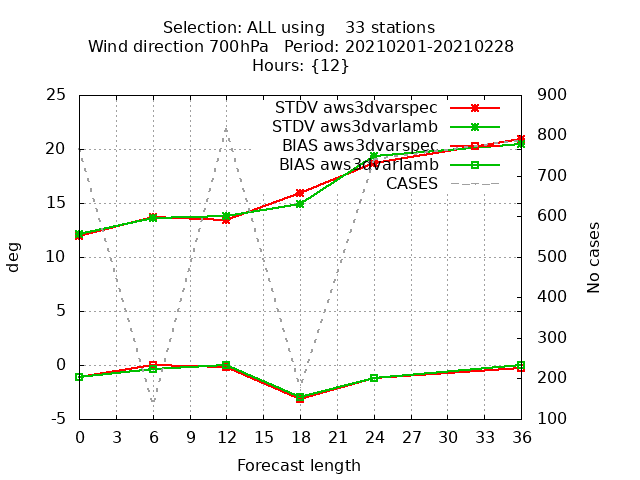 Selection: ALL using    33 stations
Wind direction 700hPa   Period: 20210201-20210228
Hours: {12}
STDV aws3dvarspec
STDV aws3dvarlamb
BIAS aws3dvarspec
BIAS aws3dvarlamb
CASES
25
20
15
10
5
0
-5
deg
900
800
700
600
500
400
300
200
100
No cases
0 3 6 9 12 15 18 21 24 27 30 33 36
Forecast length